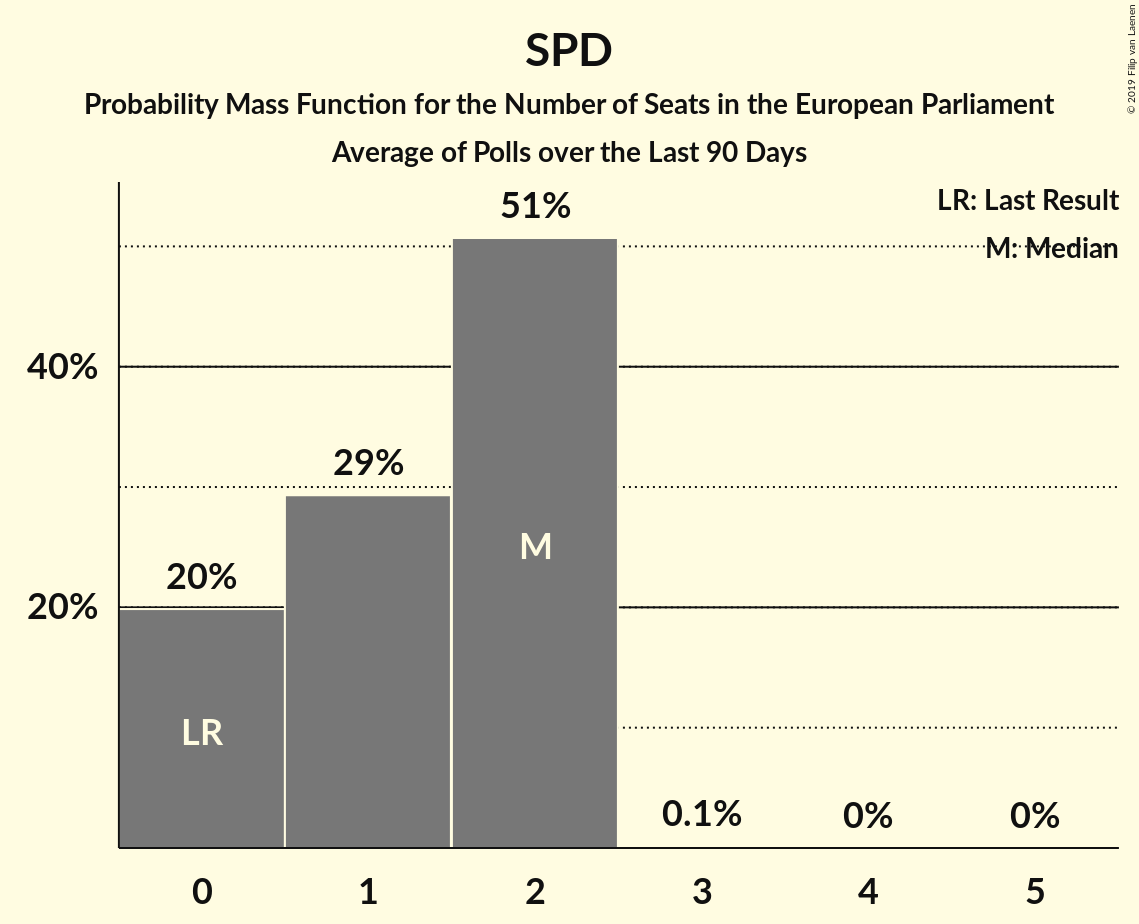 SPD
Probability Mass Function for the Number of Seats in the European Parliament
Average of Polls over the Last 90 Days
© 2019 Filip van Laenen
LR: Last Result
M: Median
51%
40%
29%
20%
20%
M
LR
0.1%
0%
0%
0
1
2
3
4
5